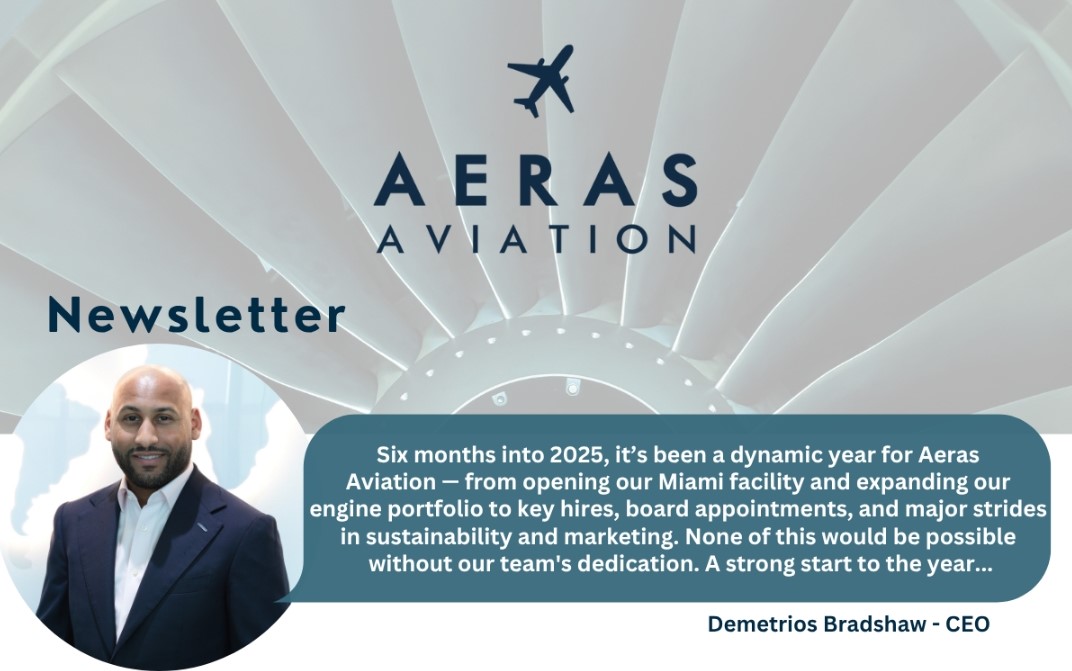 AERAS
AVIATION
Newsletter
Six months into 2025, it’s been a dynamic year for Aeras
Aviation — from opening our Miami facility and expanding our
engine portfolio to key hires, board appointments, and major strides
in sustainability and marketing. None of this would be possible
without our team's dedication. A strong start to the year...
Demetrios Bradshaw - CEO